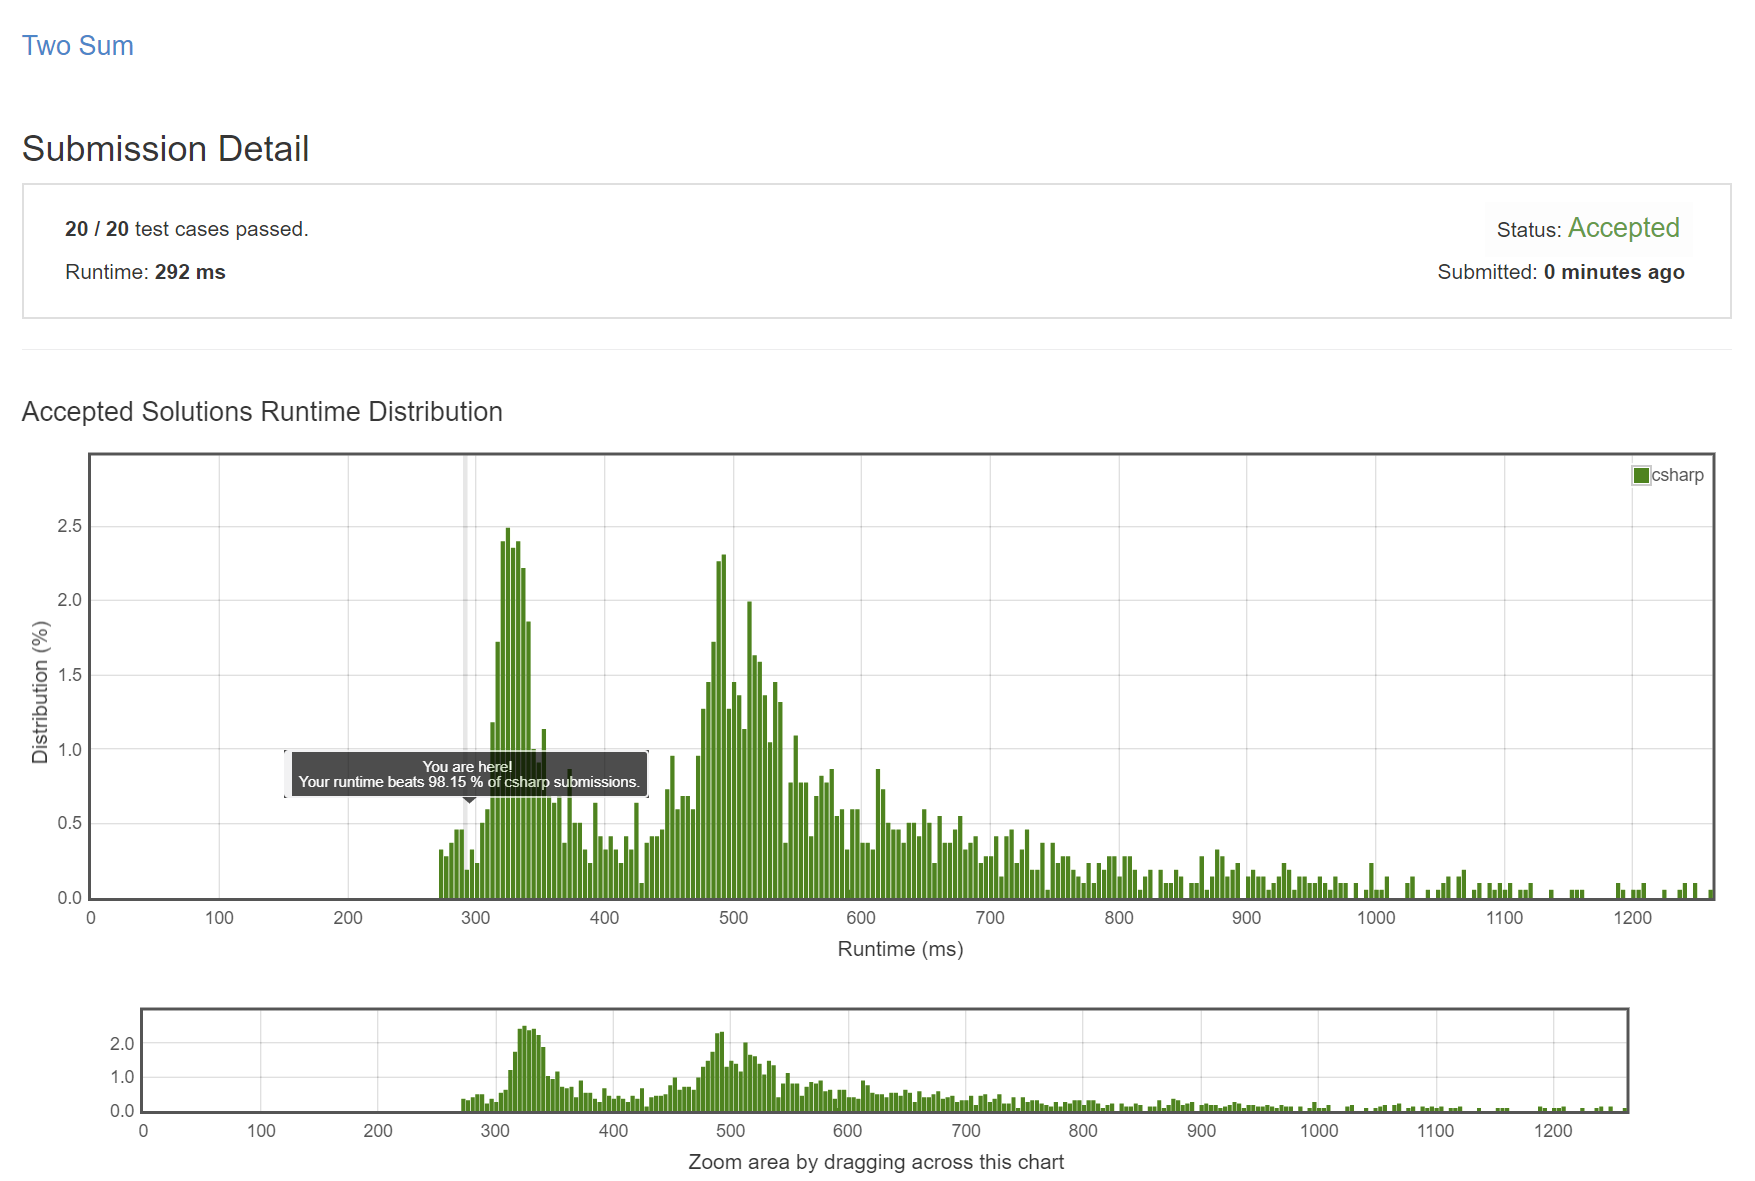 Two Sum
Submission Detail
20 / 20 test cases passed.
Status: Accepted
Runtime: 292 ms
Submitted: 0 minutes ago
Accepted Solutions Runtime Distribution
csharp
2.5
2.0
1.5
1.0
0.5
0.0
Distribution (%)
You are here!
Your runtime beats 98.15 % of csharp submissions.
0 100 200 300 400 500 600 700 800 900 1000 1100 1200
Runtime (ms)
2.0
1.0
0.0
0 100 200 300 400 500 600 700 800 900 1000 1100 1200
Zoom area by dragging across this chart